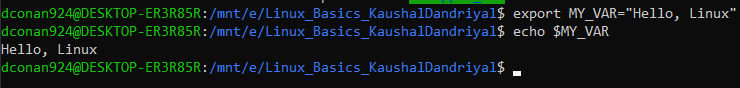 dconan924@DESKTOP-ER3R85R:/mnt/e/Linux_Basics_KaushalDandriyal$ export MY_VAR="Hello, Linux"
dconan924@DESKTOP-ER3R85R:/mnt/e/Linux_Basics_KaushalDandriyal$ echo $MY_VAR
Hello, Linux
dconan924@DESKTOP-ER3R85R:/mnt/e/Linux_Basics_KaushalDandriyal$